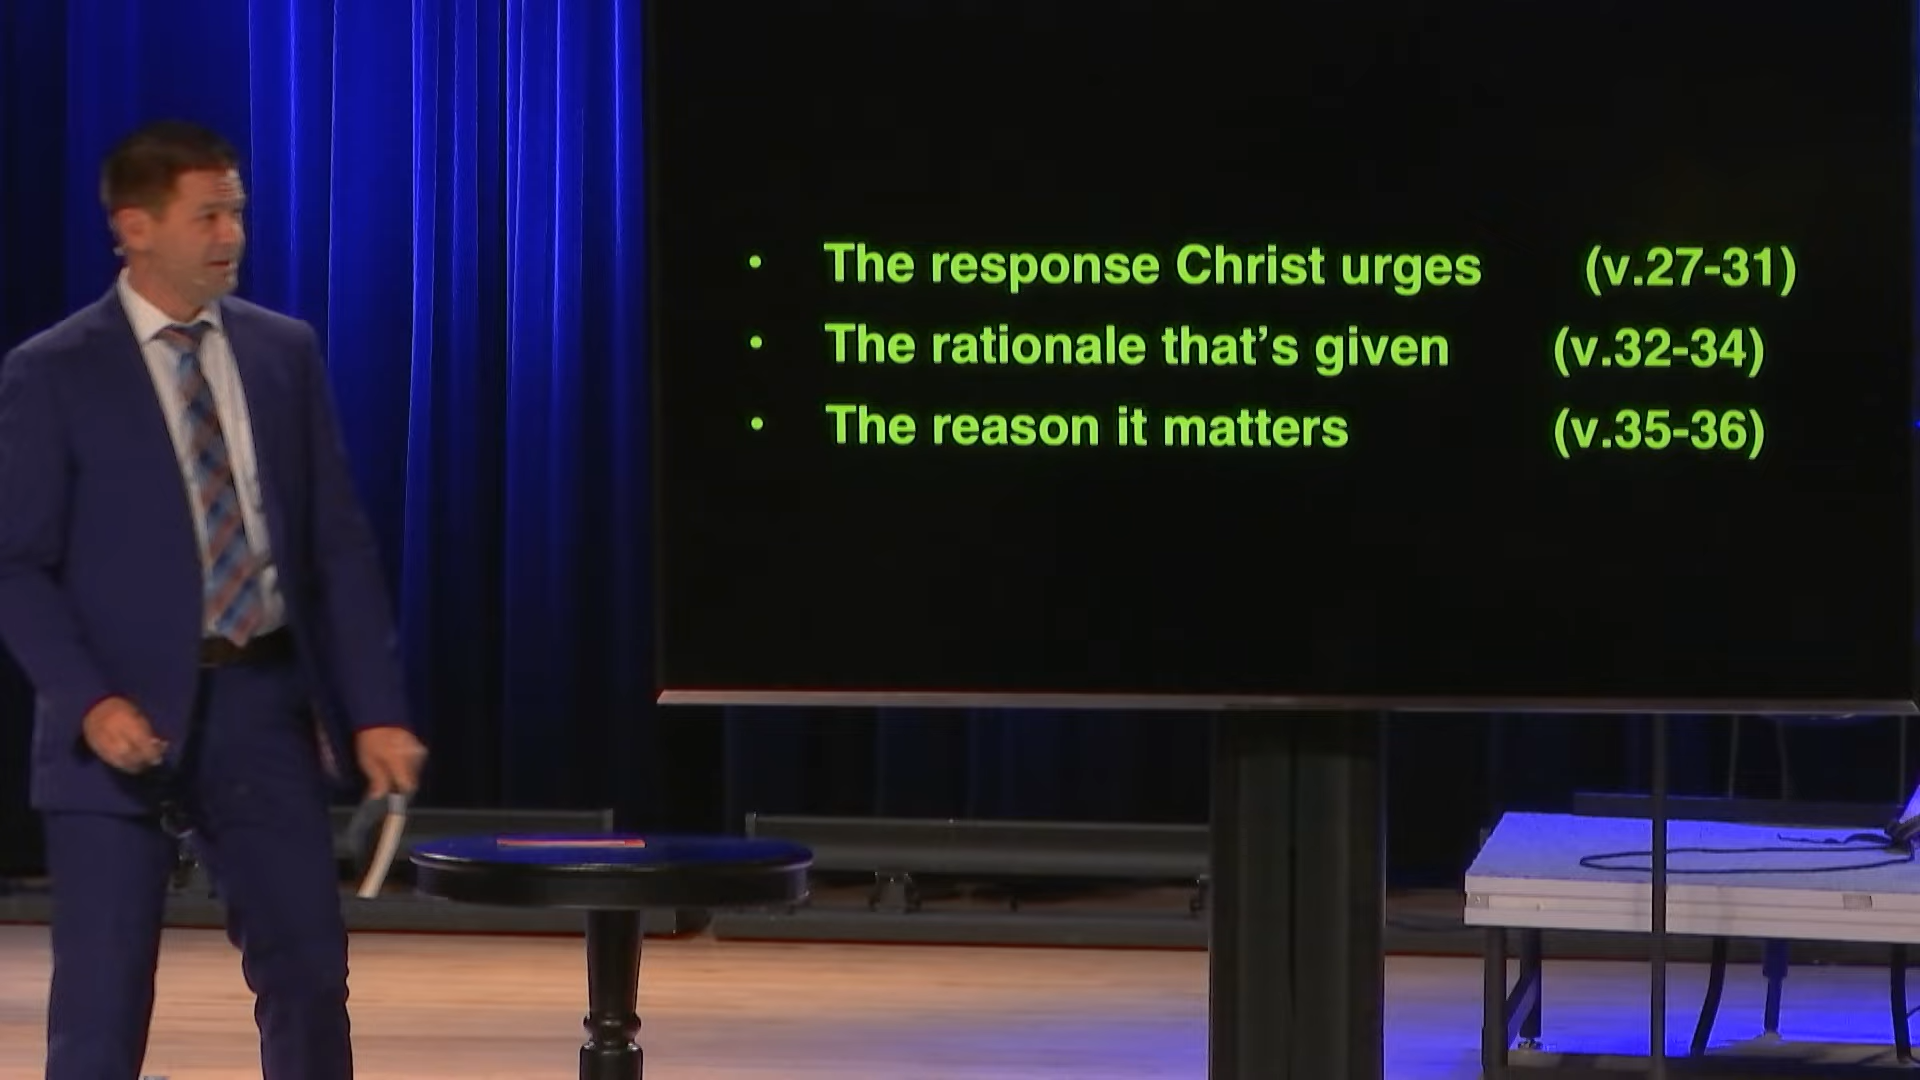 • The response Christ urges (v.27-31)
• The rationale that's given (v.32-34)
• The reason it matters (v.35-36)